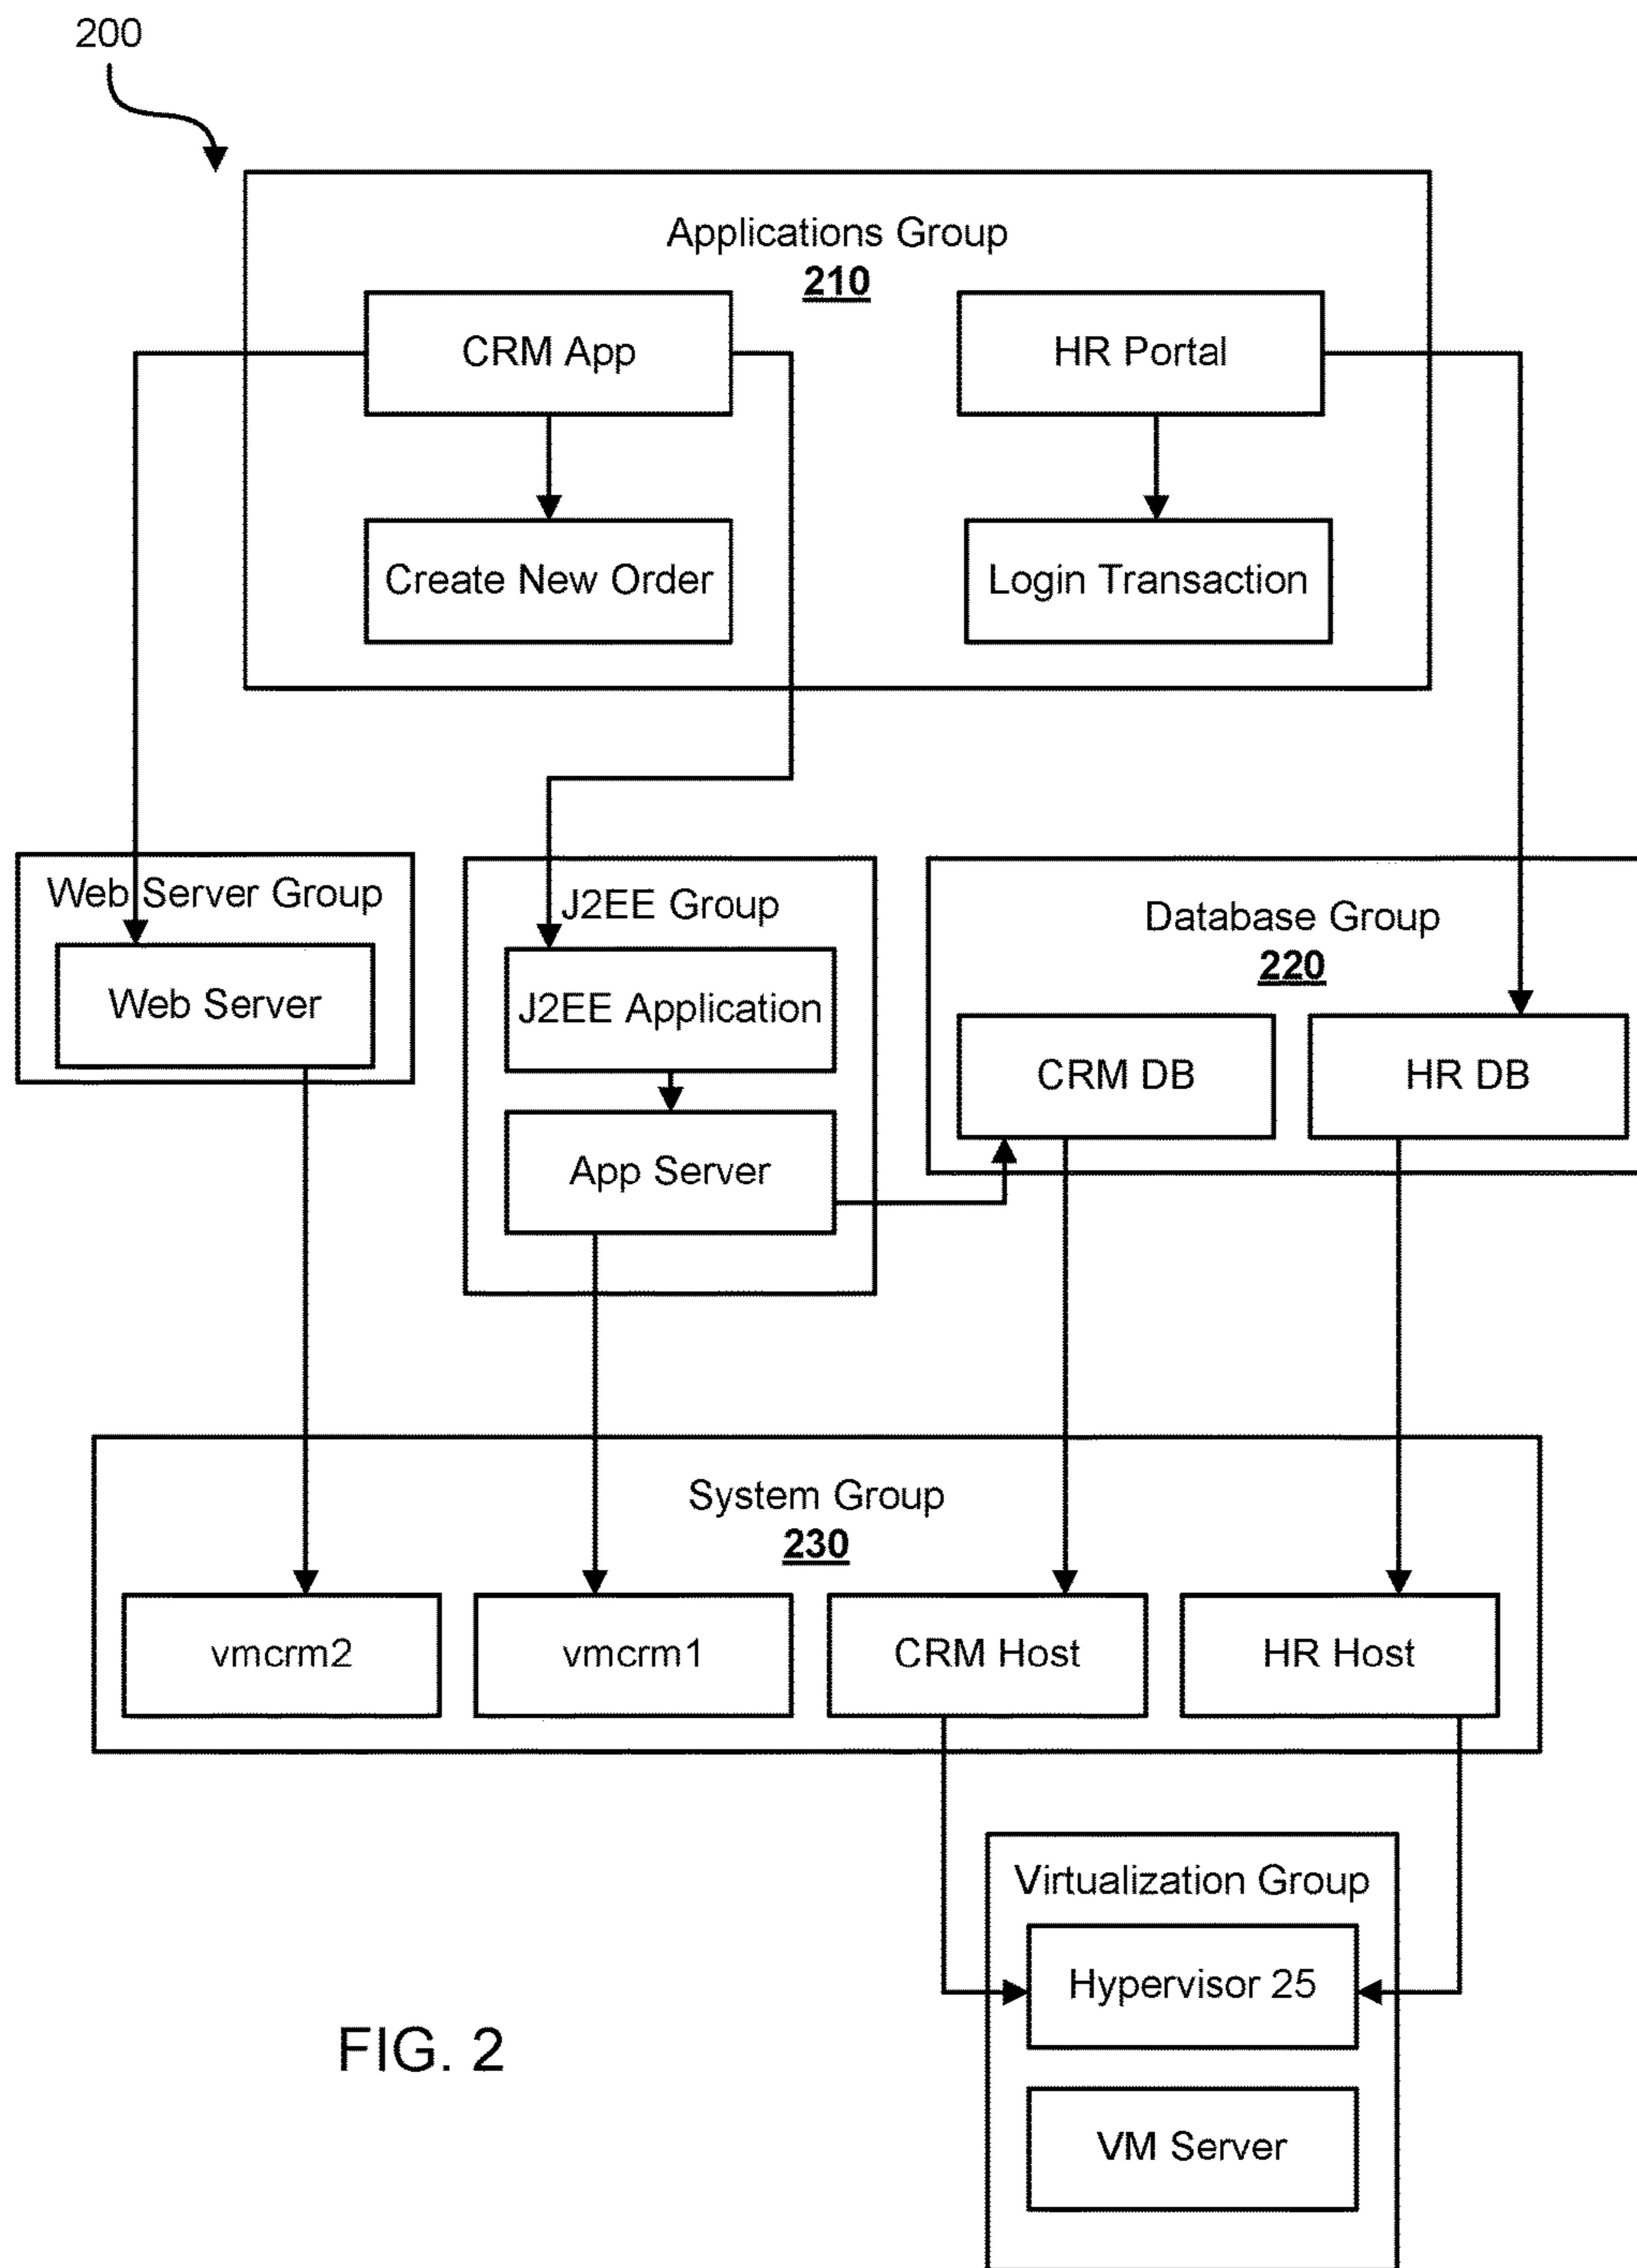 200
Applications Group
210
CRM App
HR Portal
Create New Order
Login Transaction
Web Server Group
Web Server
J2EE Group
J2EE Application
App Server
Database Group
220
CRM DB
HR DB
System Group
230
vmcrm2
vmcrm1
CRM Host
HR Host
Virtualization Group
Hypervisor 25
VM Server
FIG. 2